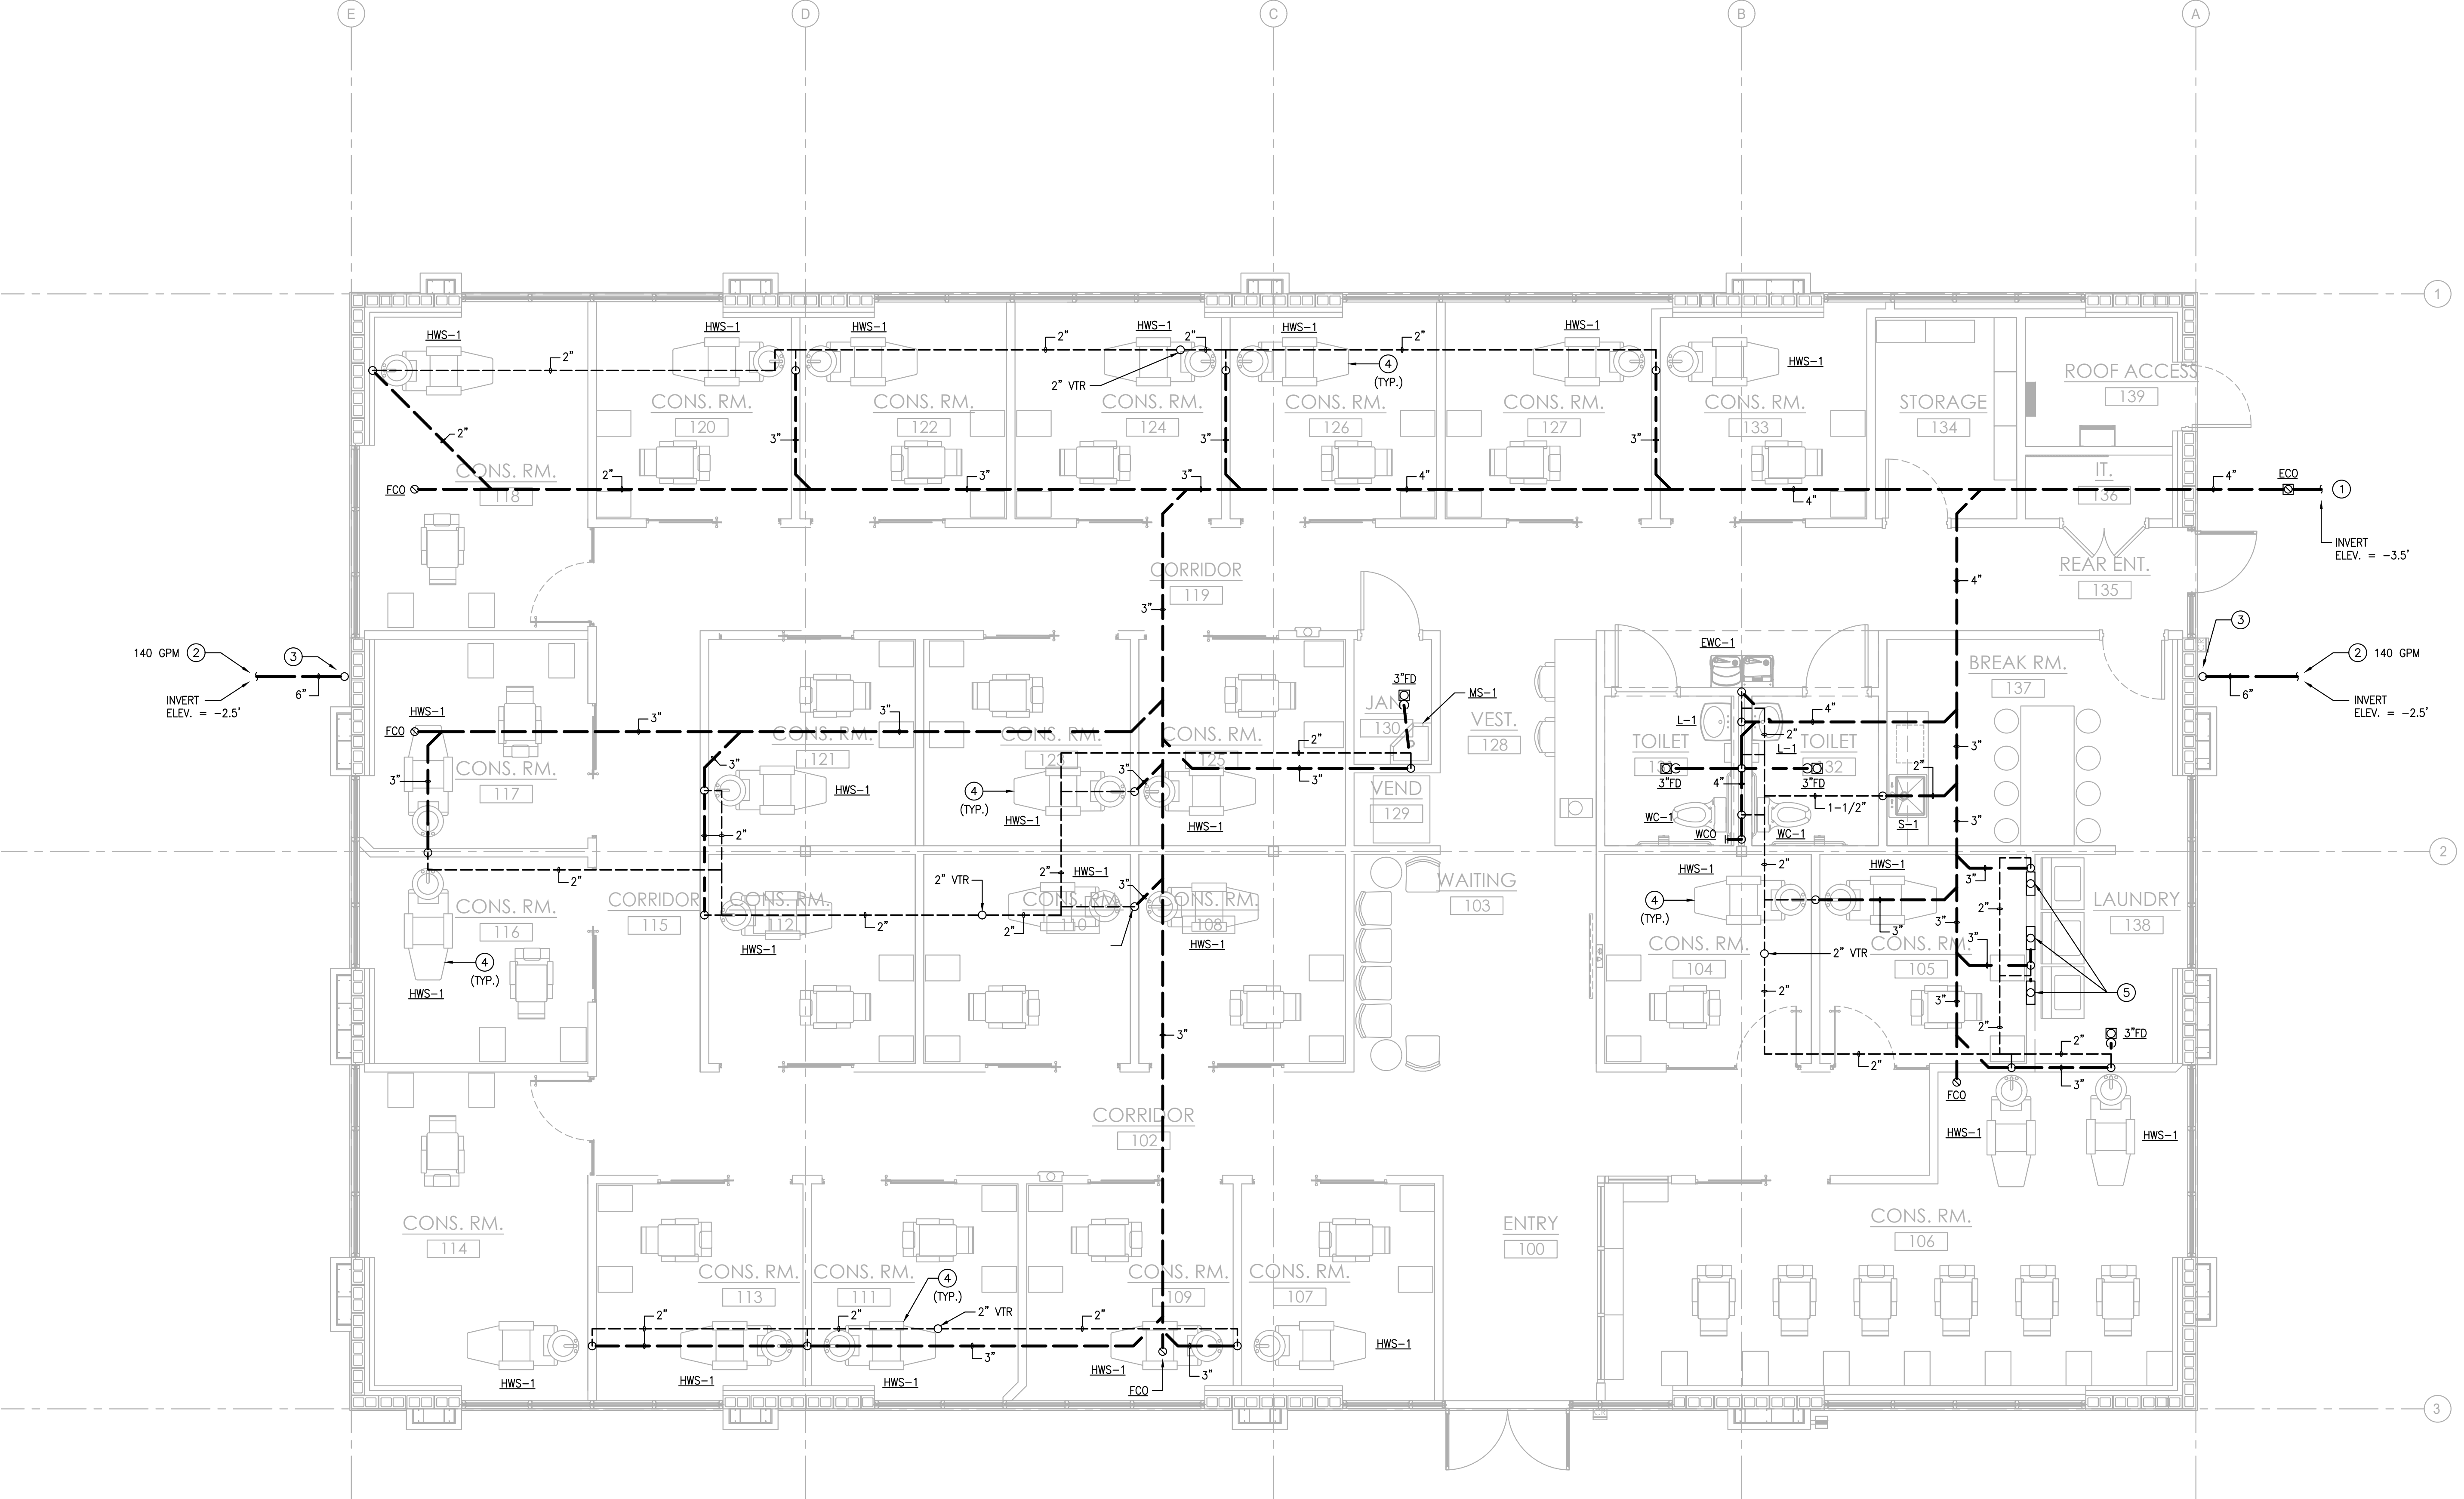 E
D
C
B
A
1
HWS-1
HWS-1
HWS-1
HWS-1
HWS-1
HWS-1
HWS-1
2"
2"
2"
2"
2"
2" VTR
4
(TYP.)
ROOF ACCESS
139
CONS. RM.
120
CONS. RM.
122
CONS. RM.
124
CONS. RM.
126
CONS. RM.
127
CONS. RM.
133
STORAGE
134
2"
3"
3"
3"
CONS. RM.
118
FCO
2"
3"
3"
4"
4"
IT.
136
4"
ECO
1
INVERT
ELEV. = -3.5'
CORRIDOR
119
3"
4"
REAR ENT.
135
140 GPM
2
3
6"
INVERT
ELEV. = -2.5'
3
2
140 GPM
6"
INVERT
ELEV. = -2.5'
HWS-1
FCO
3"
3"
3"
CONS. RM.
117
CONS. RM.
121
3"
HWS-1
CONS. RM.
123
4
(TYP.)
HWS-1
3"
CONS. RM.
125
HWS-1
2"
3"
3"FD
JAN.
130
MS-1
VEST.
128
VEND
129
EWC-1
L-1
L-1
4"
2"
TOILET
TOILET
132
3"FD
3"FD
4"
WC-1
WC-1
WCO
1-1/2"
2"
S-1
3"
3"
BREAK RM.
137
2
2"
2"
CONS. RM.
116
4
(TYP.)
HWS-1
CORRIDOR
115
CONS. RM.
112
HWS-1
2"
2" VTR
2"
2"
HWS-1
CONS. RM.
110
3"
CONS. RM.
108
HWS-1
WAITING
103
HWS-1
4
(TYP.)
2"
HWS-1
3"
CONS. RM.
104
2" VTR
2"
CONS. RM.
105
3"
3"
3"
3"
2"
2"
LAUNDRY
138
5
3"FD
2"
2"
3"
FCO
3"
HWS-1
HWS-1
CORRIDOR
102
CONS. RM.
114
ENTRY
100
CONS. RM.
106
CONS. RM.
113
CONS. RM.
111
4
(TYP.)
CONS. RM.
109
CONS. RM.
107
2"
2"
2" VTR
2"
3"
3"
HWS-1
HWS-1
HWS-1
HWS-1
HWS-1
FCO
3